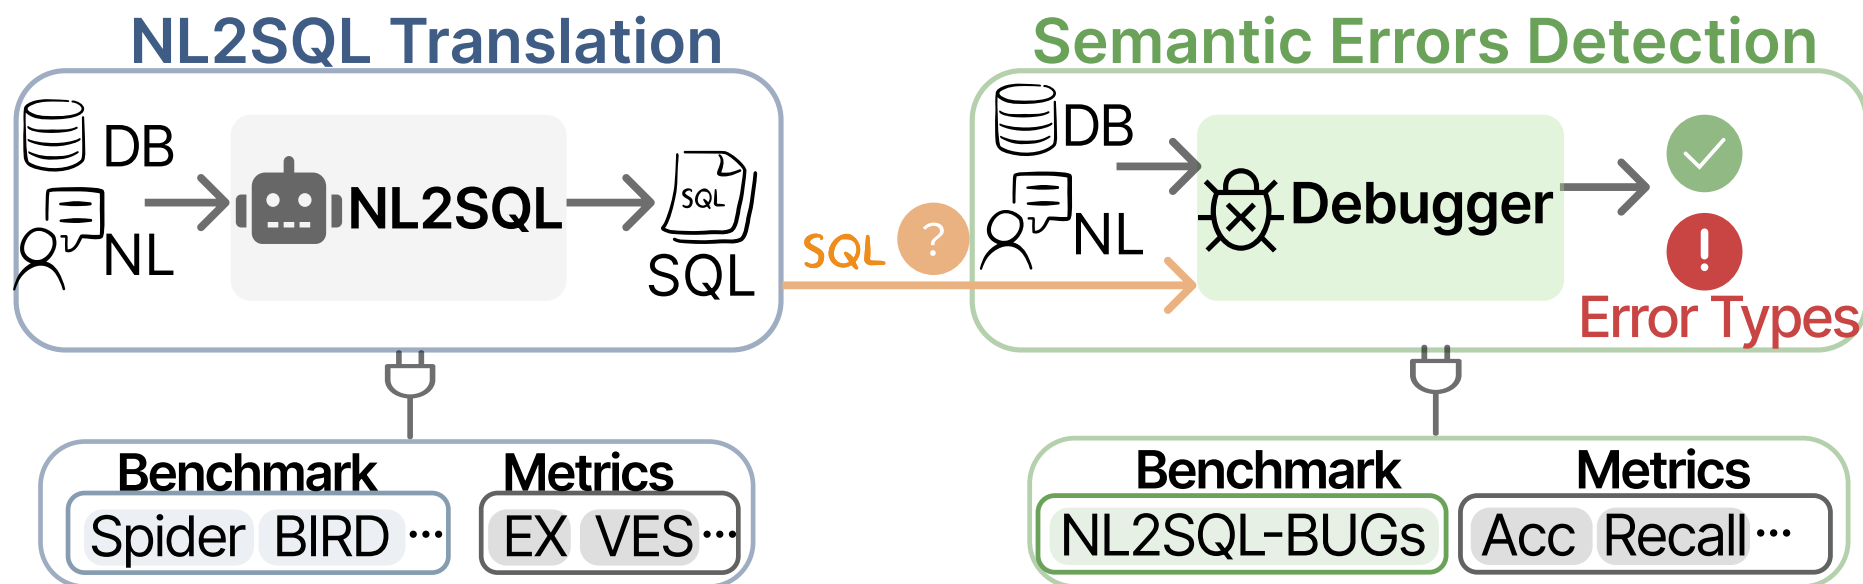 NL2SQL Translation
DB
NL
NL2SQL
SQL
SQL
SQL
?
Benchmark
Spider BIRD ...
Metrics
EX VES ...
Semantic Errors Detection
DB
NL
Debugger
!
Error Types
Benchmark
NL2SQL-BUGs
Metrics
Acc Recall ...